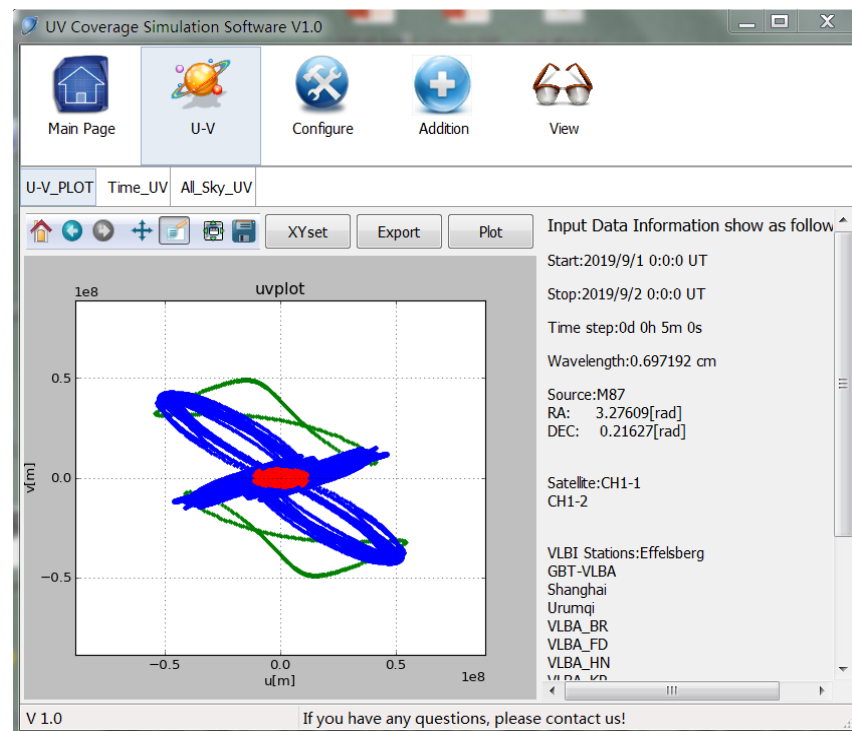 UV Coverage Simulation Software V1.0
Main Page
U-V
Configure
Addition
View
U-V_PLOT Time_UV All_Sky_UV
XYset Export Plot
Input Data Information show as follow
Start:2019/9/1 0:0:0 UT
Stop:2019/9/2 0:0:0 UT
Time step:0d 0h 5m 0s
Wavelength:0.697192 cm
Source:M87
RA: 3.27609[rad]
DEC: 0.21627[rad]
Satellite:CH1-1
CH1-2
VLBI Stations:Effelsberg
GBT-VLBA
Shanghai
Urumqi
VLBA_BR
VLBA_FD
VLBA_HN
uvplot
1e8
0.5
0.0
−0.5
v[m]
−0.5 0.0 0.5
u[m]
1e8
V 1.0
If you have any questions, please contact us!